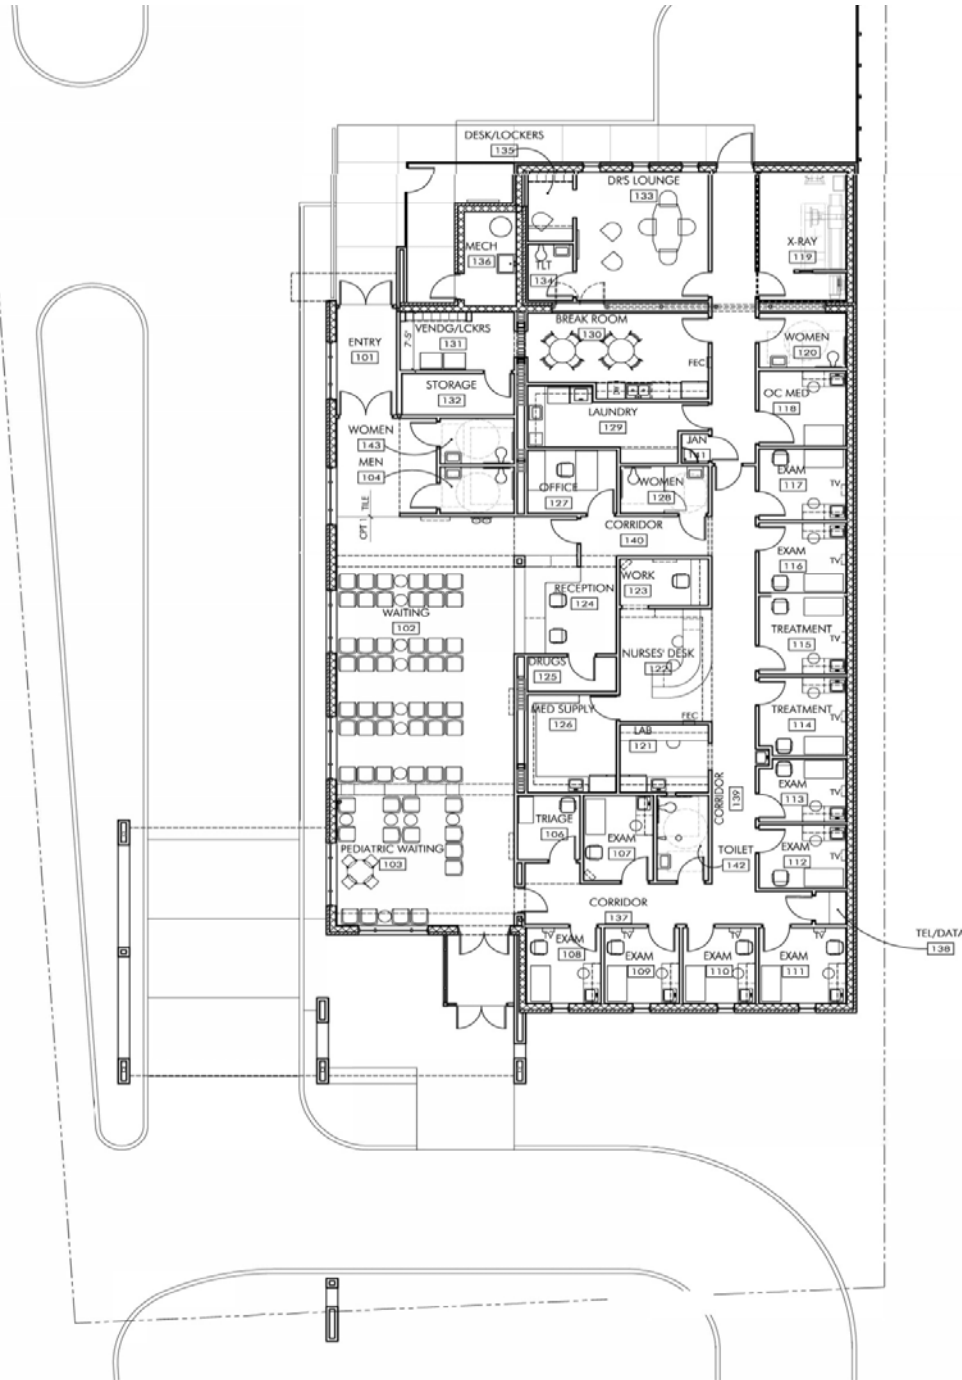 DESK/LOCKERS
135
DR'S LOUNGE
133
X-RAY
119
MECH
136
TLT
134
ENTRY
101
VENDG/LCKRS
131
7'-5"
BREAK ROOM
130
FEC
WOMEN
120
STORAGE
132
OC MED
118
LAUNDRY
129
WOMEN
143
MEN
104
JAN
141
EXAM
117
TV
OFFICE
127
WOMEN
128
OPT 1 TILE
CORRIDOR
140
EXAM
116
TV
WORK
123
RECEPTION
124
WAITING
102
TREATMENT
115
TV
NURSES' DESK
122
DRUGS
125
MED SUPPLY
126
FEC
TREATMENT
114
TV
LAB
121
EXAM
113
TV
CORRIDOR
139
TRIAGE
106
EXAM
107
TOILET
142
EXAM
112
TV
PEDIATRIC WAITING
103
CORRIDOR
137
TEL/DATA
138
TV
EXAM
108
TV
EXAM
109
TV
EXAM
110
TV
EXAM
111